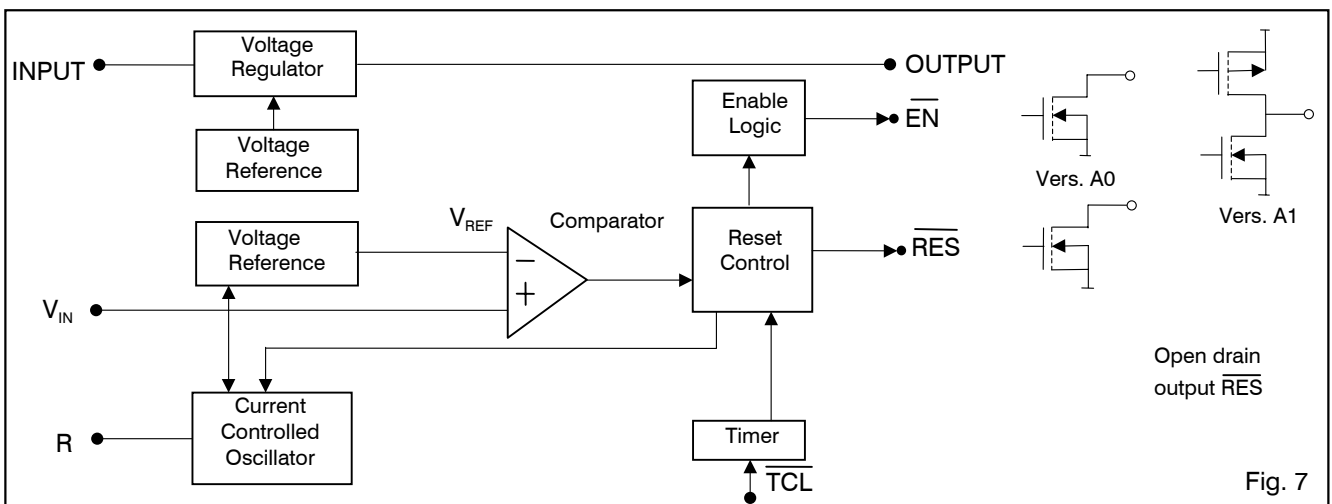 INPUT
Voltage
Regulator
OUTPUT
Voltage
Reference
Enable
Logic
EN
Vers. A0
Vers. A1
Voltage
Reference
VREF
Comparator
−
+
VIN
Reset
Control
RES
Open drain
output RES
R
Current
Controlled
Oscillator
Timer
TCL
Fig. 7